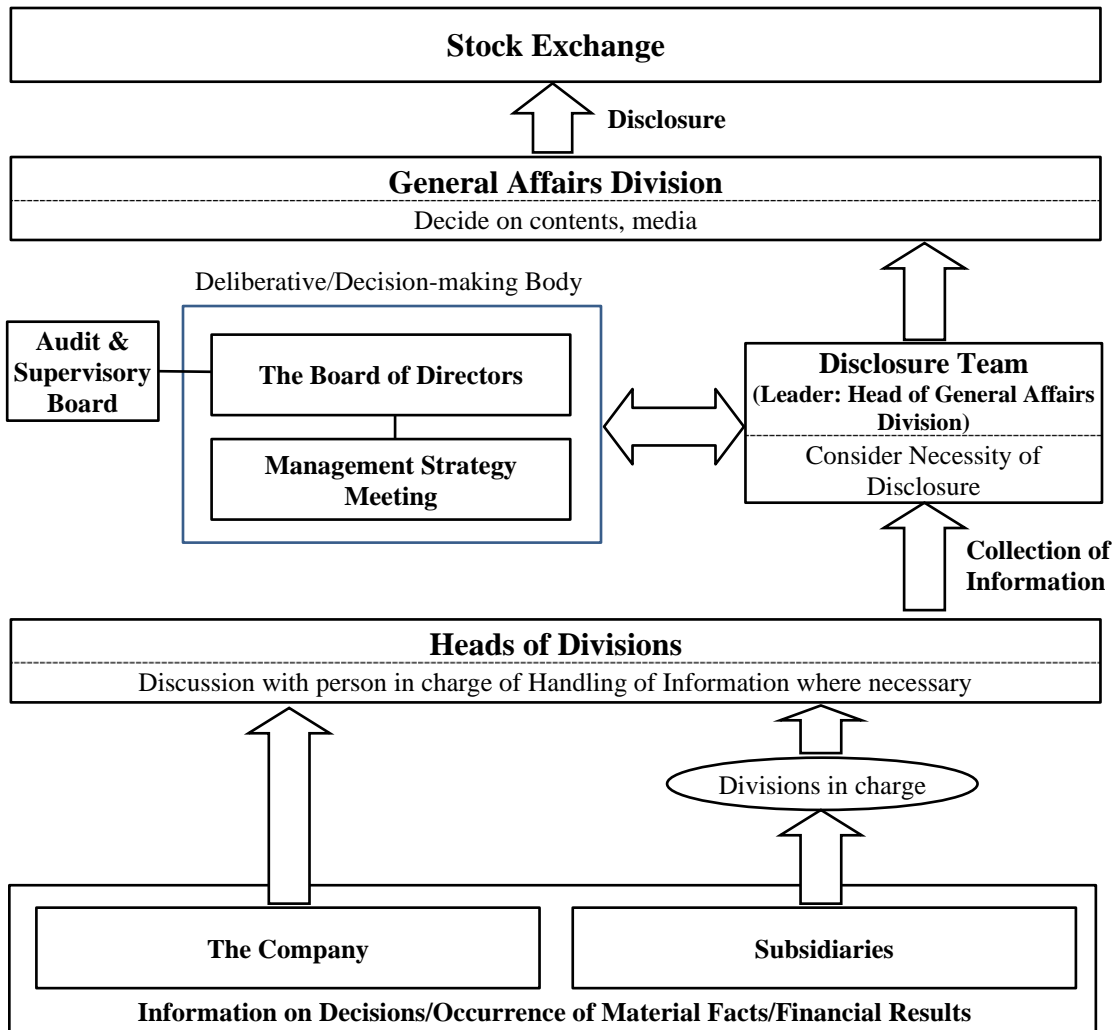 Stock Exchange
Disclosure
General Affairs Division
Decide on contents, media
Deliberative/Decision-making Body
Audit &
Supervisory
Board
The Board of Directors
Management Strategy
Meeting
Disclosure Team
(Leader: Head of General Affairs
Division)
Consider Necessity of
Disclosure
Collection of
Information
Heads of Divisions
Discussion with person in charge of Handling of Information where necessary
Divisions in charge
The Company
Subsidiaries
Information on Decisions/Occurrence of Material Facts/Financial Results